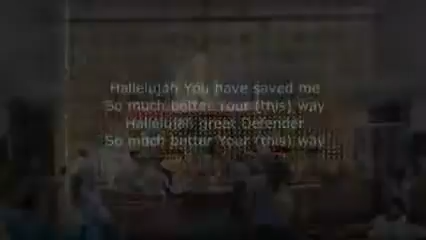 Hallelujah You have saved me
So much better Your (this) way
Hallelujah great Defender
So much better Your (this) way